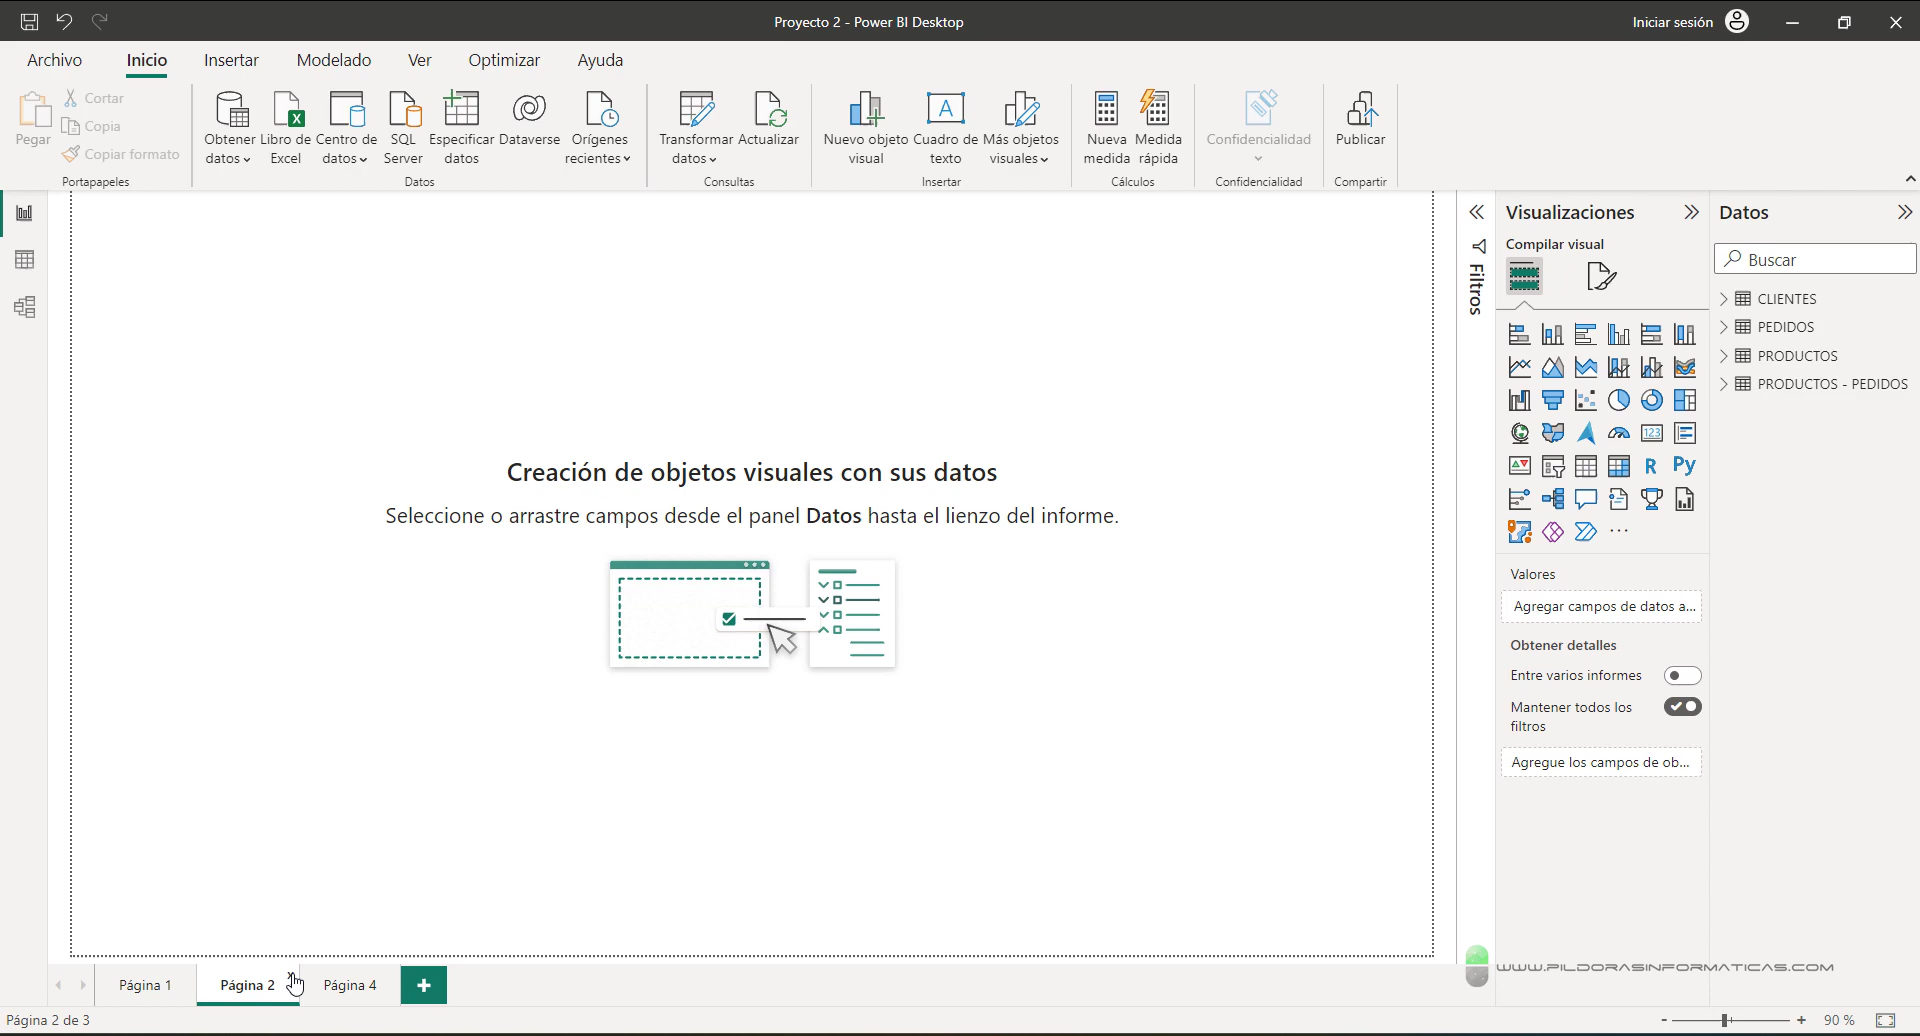 Proyecto 2 - Power BI Desktop
Iniciar sesión
Archivo
Inicio
Insertar
Modelado
Ver
Optimizar
Ayuda
Pegar
Cortar
Copia
Copiar formato
Portapapeles
Obtener datos
Libro de Excel
Centro de datos
SQL Server
Especificar datos
Dataverse
Orígenes recientes
Datos
Transformar datos
Actualizar
Consultas
Nuevo objeto visual
Cuadro de texto
Más objetos visuales
Insertar
Nueva medida
Medida rápida
Cálculos
Confidencialidad
Confidencialidad
Publicar
Compartir
Creación de objetos visuales con sus datos
Seleccione o arrastre campos desde el panel Datos hasta el lienzo del informe.
Filtros
Visualizaciones
Compilar visual
123
R
Py
Valores
Agregar campos de datos a...
Obtener detalles
Entre varios informes
Mantener todos los
filtros
Agregue los campos de ob...
Datos
Buscar
CLIENTES
PEDIDOS
PRODUCTOS
PRODUCTOS - PEDIDOS
WWW.PILDORASINFORMATICAS.COM
Página 1
Página 2
Página 4
Página 2 de 3
90 %